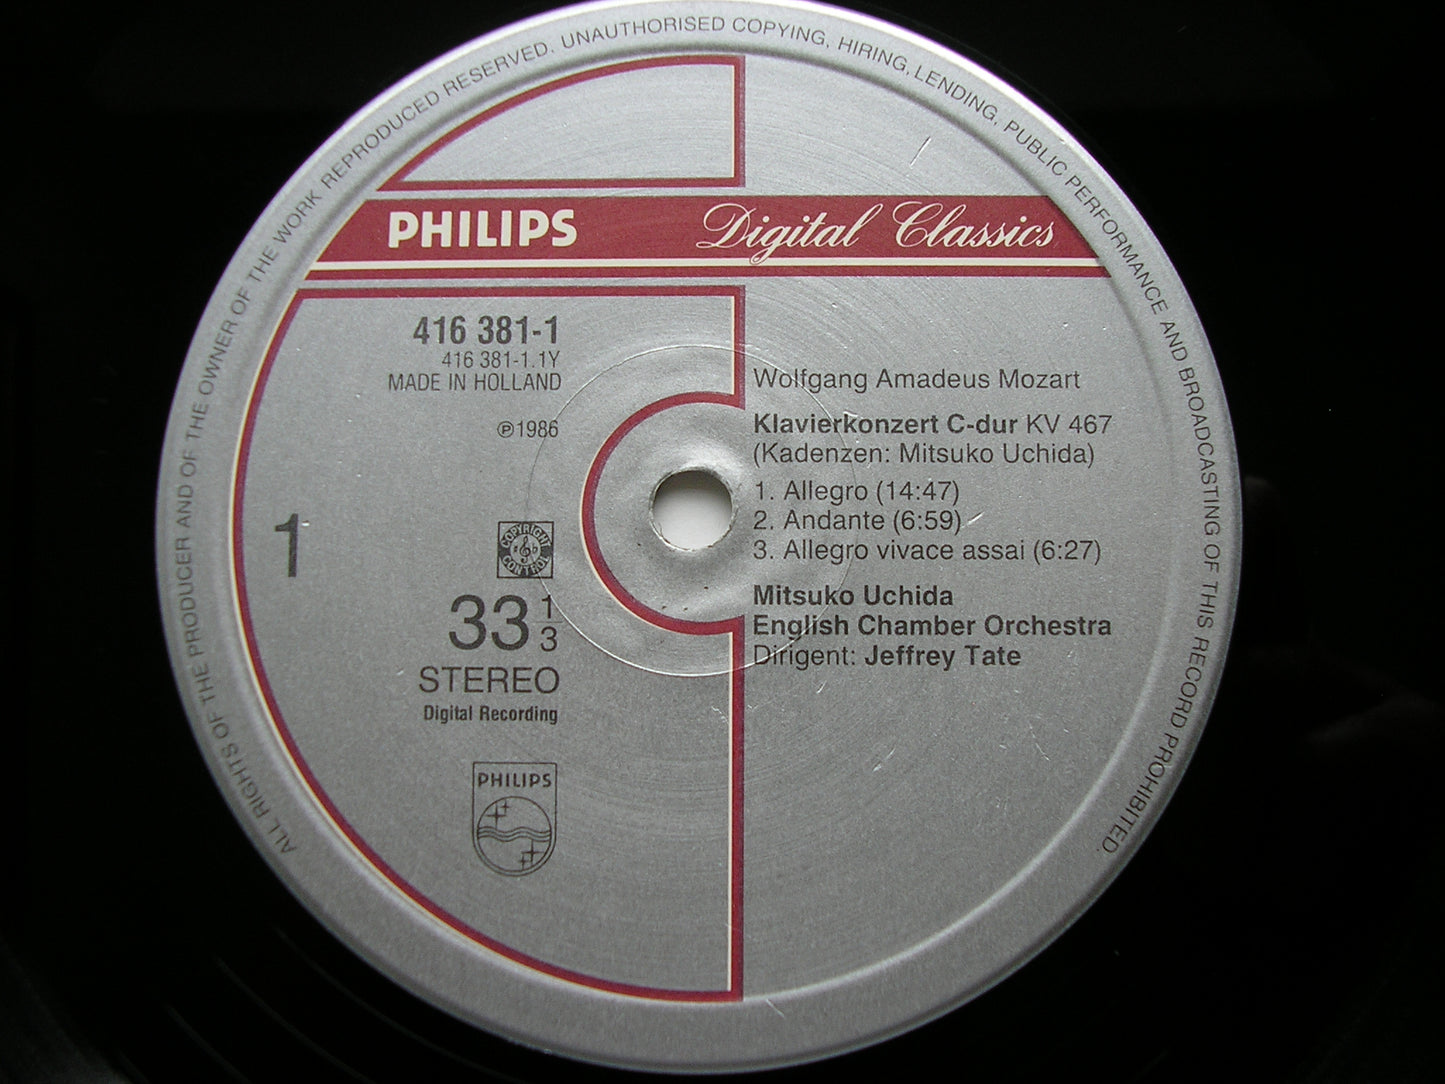 ALL RIGHTS OF THE PRODUCER AND OF THE OWNER OF THE WORK REPRODUCED RESERVED. UNAUTHORISED COPYING, HIRING, LENDING, PUBLIC PERFORMANCE AND BROADCASTING OF THIS RECORD PROHIBITED.
PHILIPS Digital Classics
416 381-1
416 381-1.1Y
MADE IN HOLLAND
℗1986
1
COPYRIGHT
CONTROL
33 1/3
STEREO
Digital Recording
PHILIPS
Wolfgang Amadeus Mozart
Klavierkonzert C-dur KV 467
(Kadenzen: Mitsuko Uchida)
1. Allegro (14:47)
2. Andante (6:59)
3. Allegro vivace assai (6:27)
Mitsuko Uchida
English Chamber Orchestra
Dirigent: Jeffrey Tate